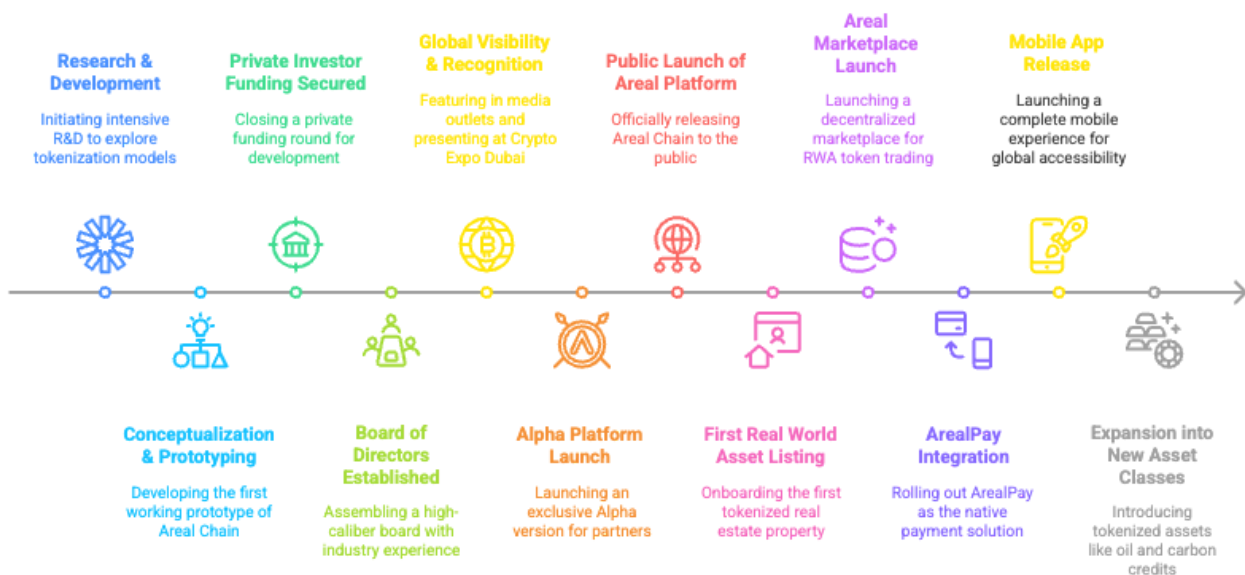 Research &
Development
Initiating intensive
R&D to explore
tokenization models
Conceptualization
& Prototyping
Developing the first
working prototype of
Areal Chain
Private Investor
Funding Secured
Closing a private
funding round for
development
Board of
Directors
Established
Assembling a high-
caliber board with
industry experience
Global Visibility
& Recognition
Featuring in media
outlets and
presenting at Crypto
Expo Dubai
Alpha Platform
Launch
Launching an
exclusive Alpha
version for partners
Public Launch of
Areal Platform
Officially releasing
Areal Chain to the
public
First Real World
Asset Listing
Onboarding the first
tokenized real
estate property
Areal
Marketplace
Launch
Launching a
decentralized
marketplace for
RWA token trading
ArealPay
Integration
Rolling out ArealPay
as the native
payment solution
Mobile App
Release
Launching a
complete mobile
experience for
global accessibility
Expansion into
New Asset
Classes
Introducing
tokenized assets
like oil and carbon
credits